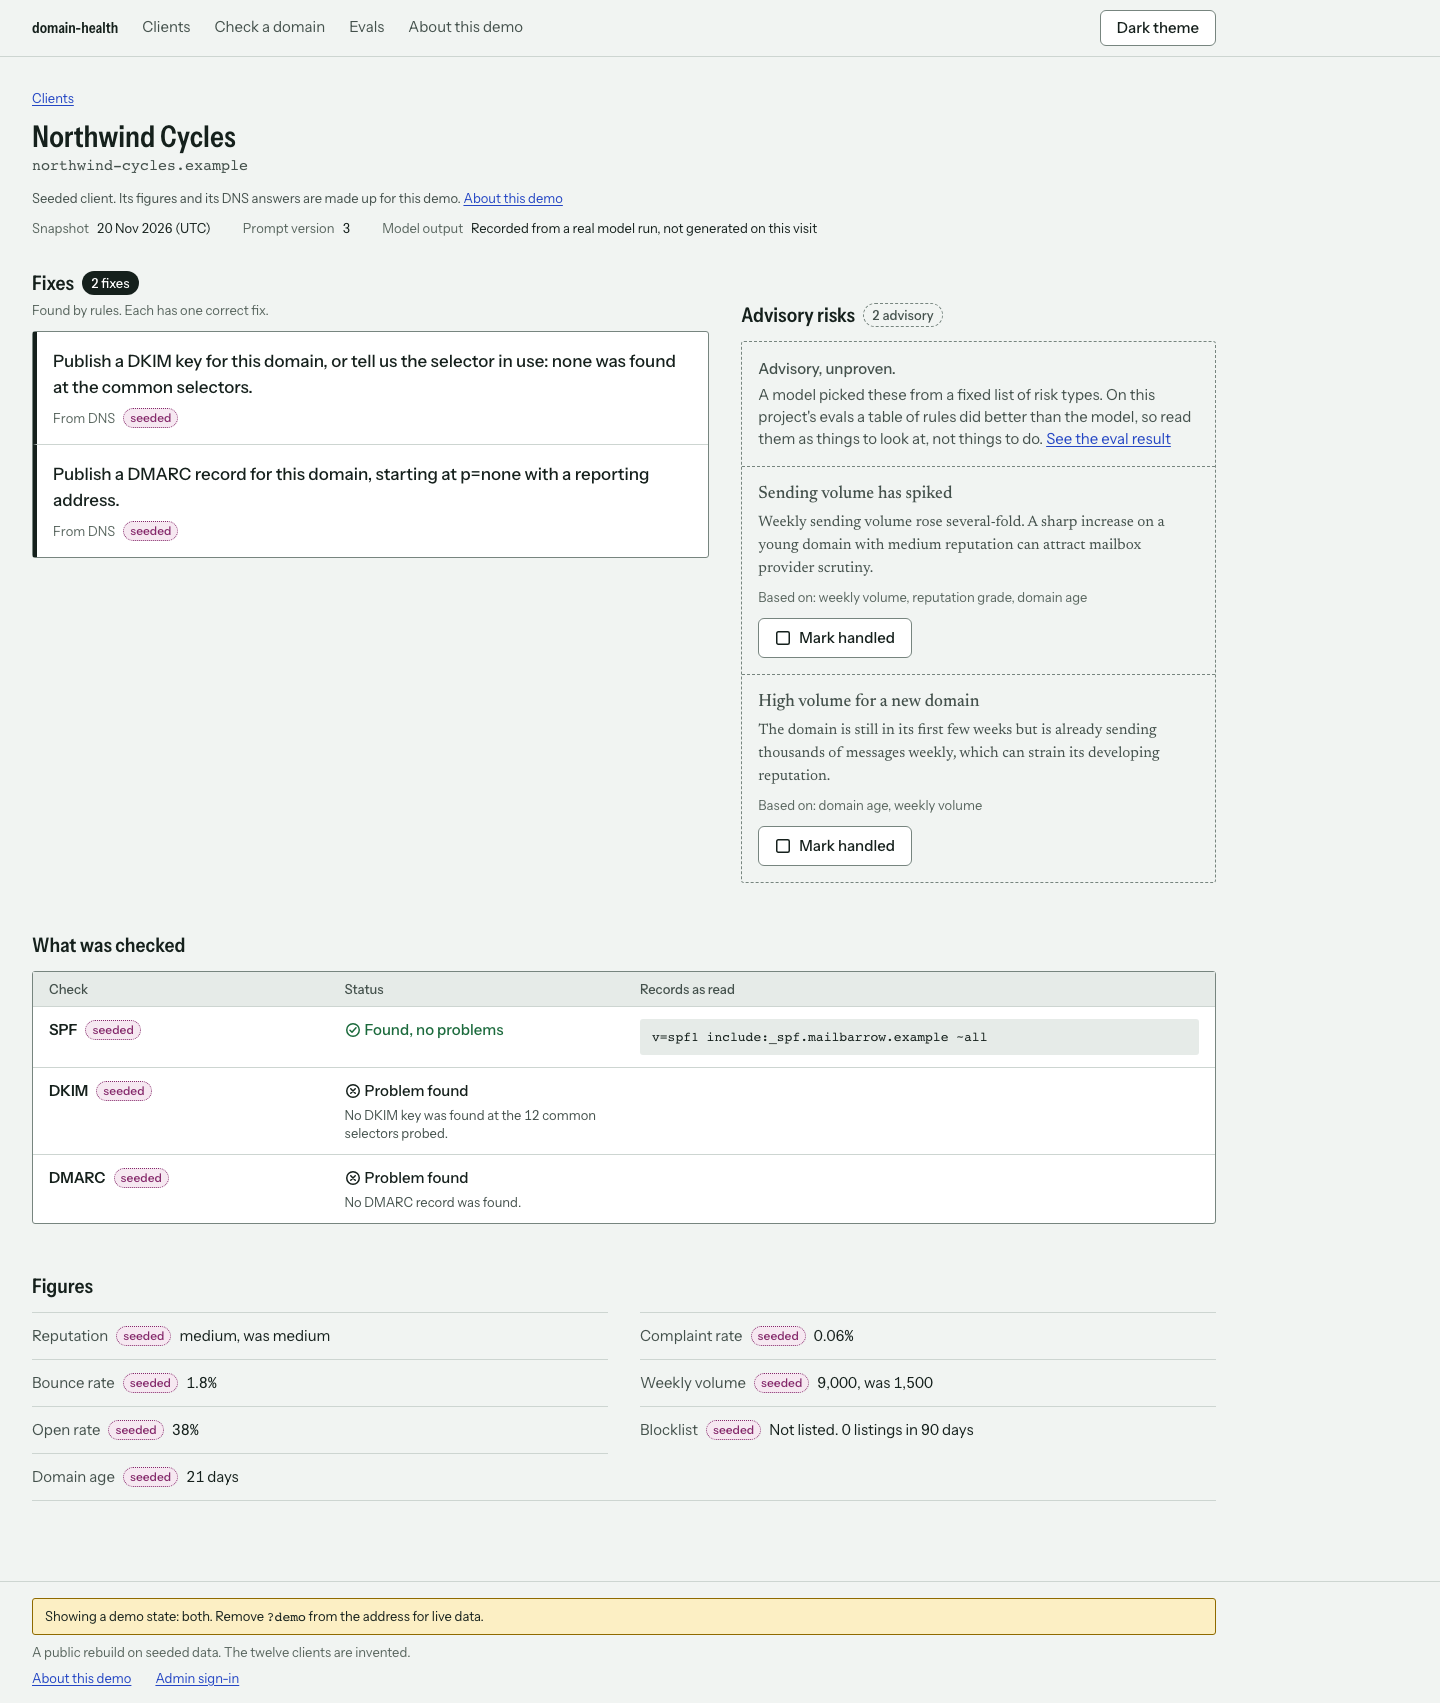 domain-health Clients Check a domain Evals About this demo Dark theme
Clients
Northwind Cycles
northwind-cycles.example
Seeded client. Its figures and its DNS answers are made up for this demo. About this demo
Snapshot 20 Nov 2026 (UTC) Prompt version 3 Model output Recorded from a real model run, not generated on this visit
Fixes 2 fixes
Found by rules. Each has one correct fix.
Publish a DKIM key for this domain, or tell us the selector in use: none was found
at the common selectors.
From DNS seeded
Publish a DMARC record for this domain, starting at p=none with a reporting
address.
From DNS seeded
Advisory risks 2 advisory
Advisory, unproven.
A model picked these from a fixed list of risk types. On this
project's evals a table of rules did better than the model, so read
them as things to look at, not things to do. See the eval result
Sending volume has spiked
Weekly sending volume rose several-fold. A sharp increase on a
young domain with medium reputation can attract mailbox
provider scrutiny.
Based on: weekly volume, reputation grade, domain age
Mark handled
High volume for a new domain
The domain is still in its first few weeks but is already sending
thousands of messages weekly, which can strain its developing
reputation.
Based on: domain age, weekly volume
Mark handled
What was checked
Check Status Records as read
SPF seeded Found, no problems v=spf1 include:_spf.mailbarrow.example ~all
DKIM seeded Problem found
No DKIM key was found at the 12 common
selectors probed.
DMARC seeded Problem found
No DMARC record was found.
Figures
Reputation seeded medium, was medium Complaint rate seeded 0.06%
Bounce rate seeded 1.8% Weekly volume seeded 9,000, was 1,500
Open rate seeded 38% Blocklist seeded Not listed. 0 listings in 90 days
Domain age seeded 21 days
Showing a demo state: both. Remove ?demo from the address for live data.
A public rebuild on seeded data. The twelve clients are invented.
About this demo Admin sign-in